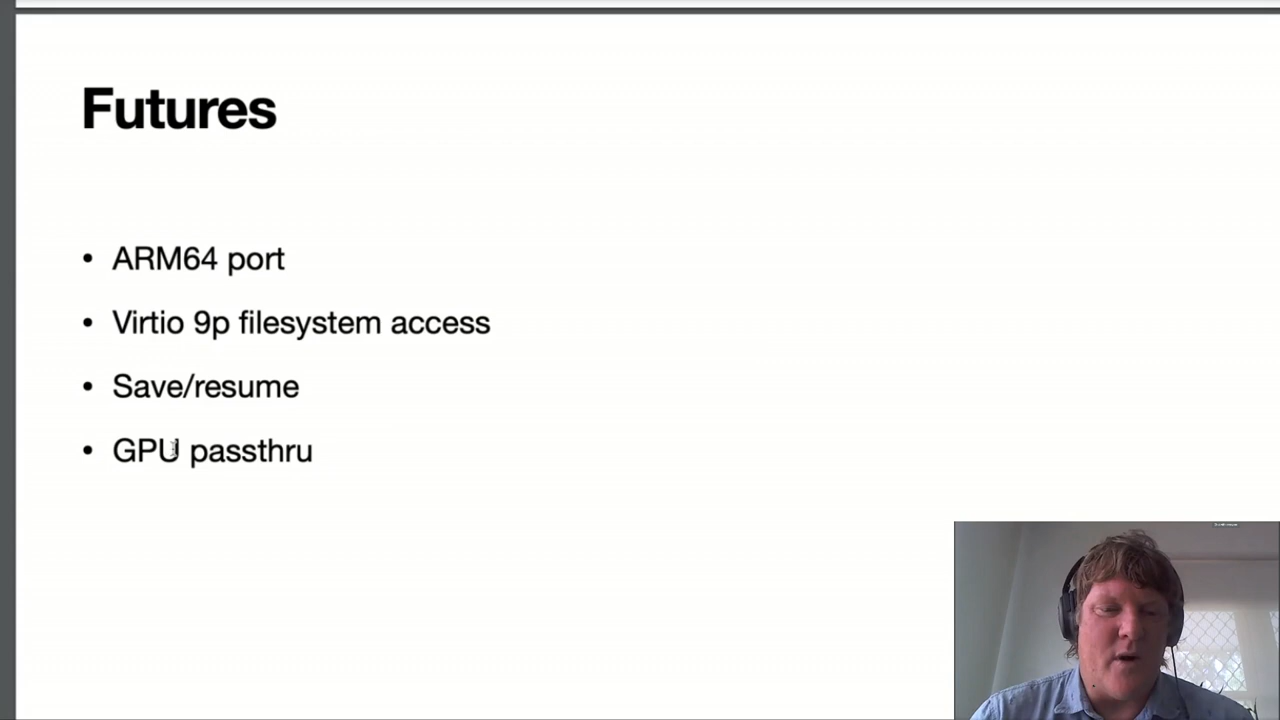 Futures
• ARM64 port
• Virtio 9p filesystem access
• Save/resume
• GPU passthru